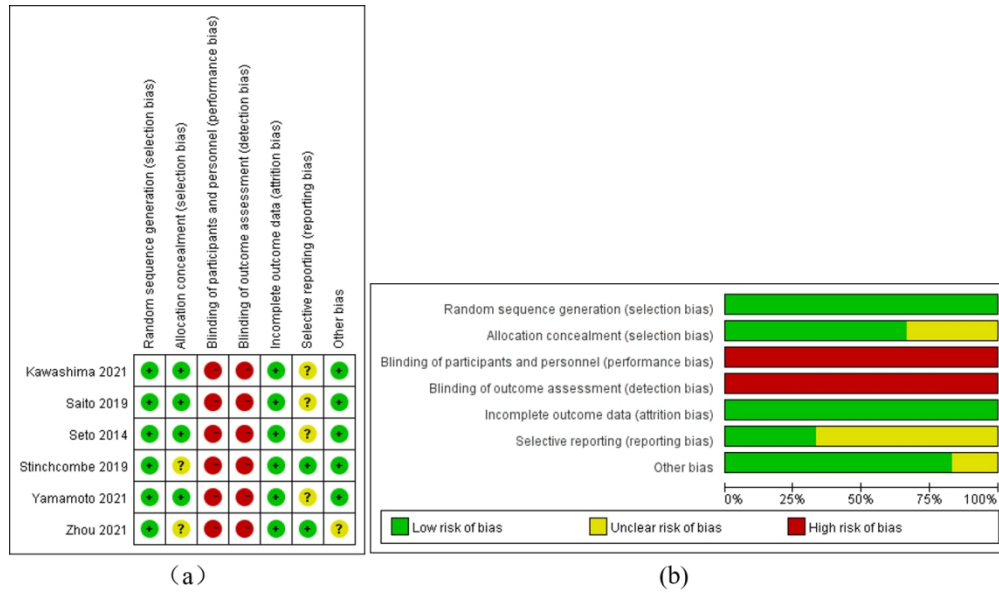 Random sequence generation (selection bias)
Allocation concealment (selection bias)
Blinding of participants and personnel (performance bias)
Blinding of outcome assessment (detection bias)
Incomplete outcome data (attrition bias)
Selective reporting (reporting bias)
Other bias
Kawashima 2021 + + - - + ? +
Saito 2019 + + - - + ? +
Seto 2014 + + - - + ? +
Stinchcombe 2019 + ? - - + + +
Yamamoto 2021 + + - - + ? +
Zhou 2021 + ? - - + + ?
(a)
Random sequence generation (selection bias)
Allocation concealment (selection bias)
Blinding of participants and personnel (performance bias)
Blinding of outcome assessment (detection bias)
Incomplete outcome data (attrition bias)
Selective reporting (reporting bias)
Other bias
0% 25% 50% 75% 100%
Low risk of bias Unclear risk of bias High risk of bias
(b)